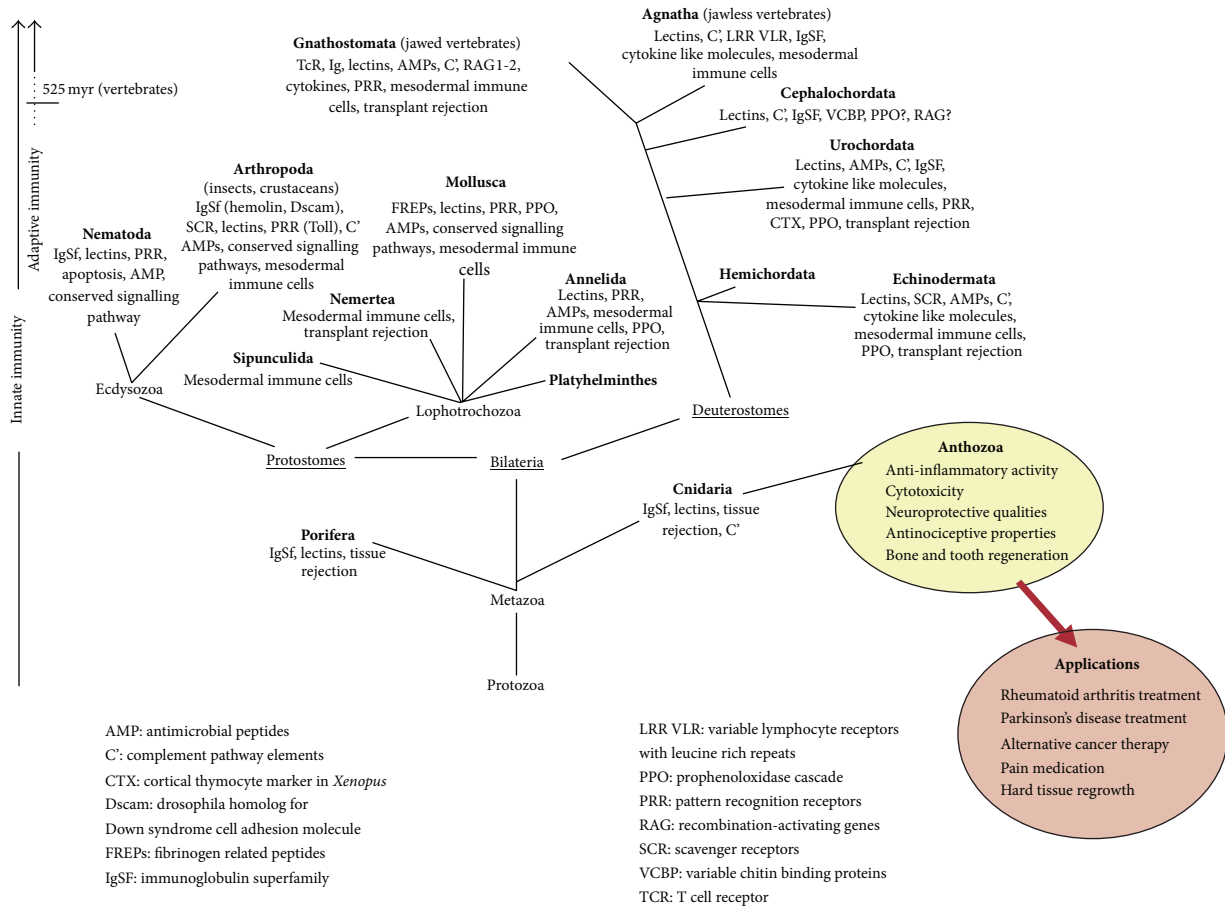 Agnatha (jawless vertebrates)
Lectins, C', LRR VLR, IgSF,
cytokine like molecules, mesodermal
immune cells
Gnathostomata (jawed vertebrates)
TcR, Ig, lectins, AMPs, C', RAG1-2,
cytokines, PRR, mesodermal immune
cells, transplant rejection
525 myr (vertebrates)
Cephalochordata
Lectins, C', IgSF, VCBP, PPO?, RAG?
Urochordata
Lectins, AMPs, C', IgSF,
cytokine like molecules,
mesodermal immune cells, PRR,
CTX, PPO, transplant rejection
Innate immunity
Adaptive immunity
Arthropoda
(insects, crustaceans)
IgSf (hemolin, Dscam),
SCR, lectins, PRR (Toll), C'
AMPs, conserved signalling
pathways, mesodermal
immune cells
Mollusca
FREPs, lectins, PRR, PPO,
AMPs, conserved signalling
pathways, mesodermal immune
cells
Nematoda
IgSf, lectins, PRR,
apoptosis, AMP,
conserved signalling
pathway
Annelida
Lectins, PRR,
AMPs, mesodermal
immune cells, PPO,
transplant rejection
Hemichordata
Echinodermata
Lectins, SCR, AMPs, C',
cytokine like molecules,
mesodermal immune cells,
PPO, transplant rejection
Nemertea
Mesodermal immune cells,
transplant rejection
Sipunculida
Mesodermal immune cells
Platyhelminthes
Ecdysozoa
Lophotrochozoa
Deuterostomes
Protostomes
Bilateria
Cnidaria
IgSf, lectins, tissue
rejection, C'
Anthozoa
Anti-inflammatory activity
Cytotoxicity
Neuroprotective qualities
Antinociceptive properties
Bone and tooth regeneration
Porifera
IgSf, lectins, tissue
rejection
Metazoa
Protozoa
Applications
Rheumatoid arthritis treatment
Parkinson's disease treatment
Alternative cancer therapy
Pain medication
Hard tissue regrowth
AMP: antimicrobial peptides
C': complement pathway elements
CTX: cortical thymocyte marker in Xenopus
Dscam: drosophila homolog for
Down syndrome cell adhesion molecule
FREPs: fibrinogen related peptides
IgSF: immunoglobulin superfamily
LRR VLR: variable lymphocyte receptors
with leucine rich repeats
PPO: prophenoloxidase cascade
PRR: pattern recognition receptors
RAG: recombination-activating genes
SCR: scavenger receptors
VCBP: variable chitin binding proteins
TCR: T cell receptor